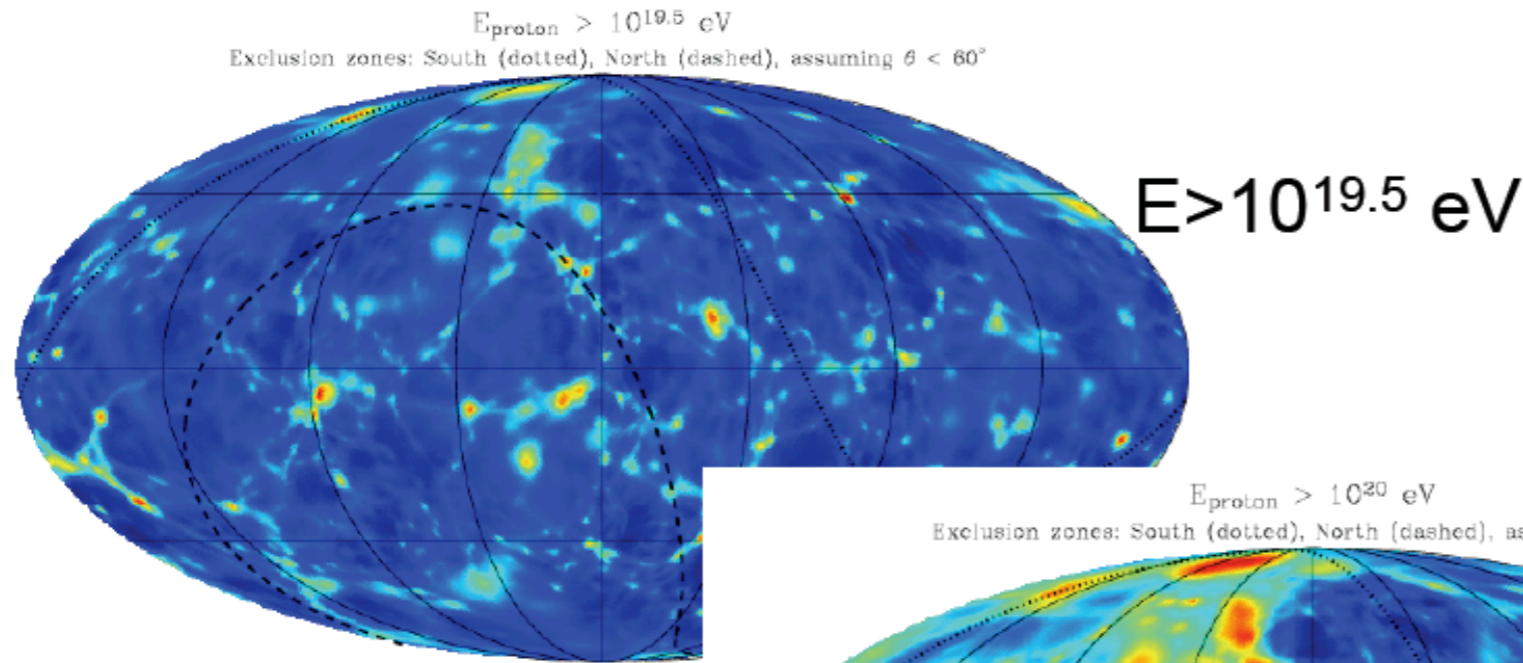 E_proton > 10^19.5 eV
Exclusion zones: South (dotted), North (dashed), assuming θ < 60°
E>10^19.5 eV
E_proton > 10^20 eV
Exclusion zones: South (dotted), North (dashed), as